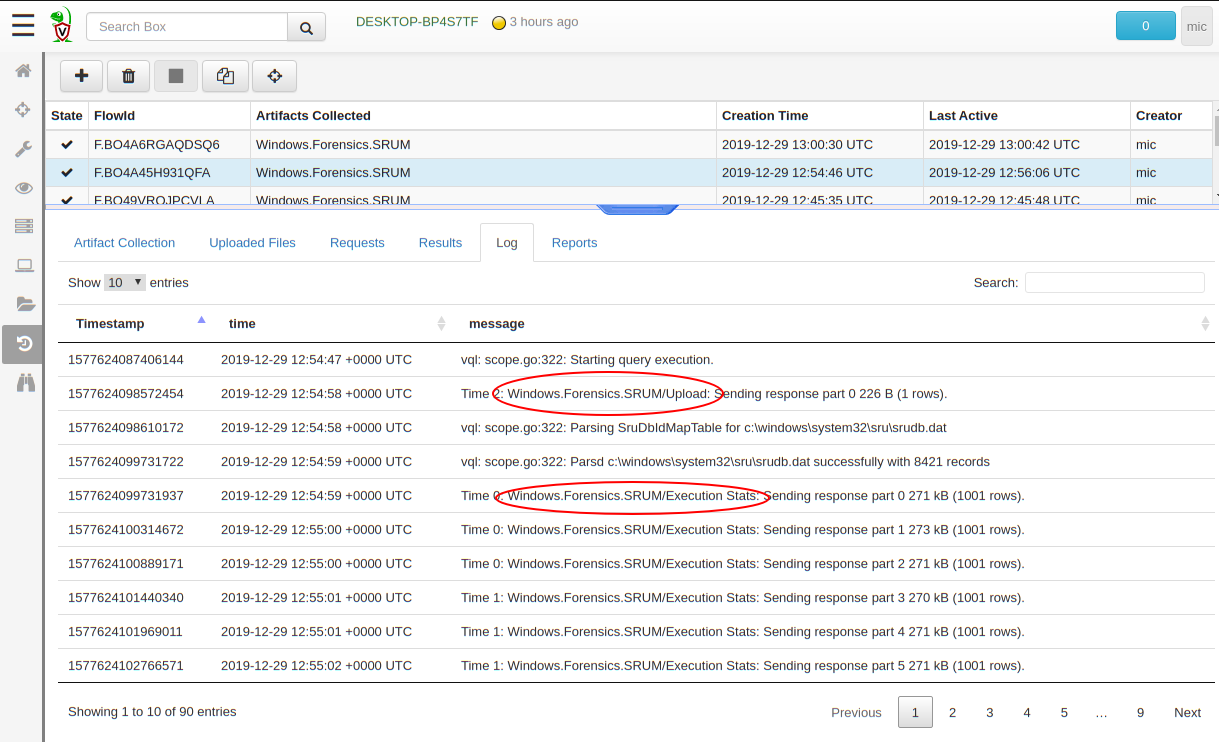 Search Box DESKTOP-BP4S7TF 3 hours ago 0 mic
State FlowId Artifacts Collected Creation Time Last Active Creator
F.BO4A6RGAQDSQ6 Windows.Forensics.SRUM 2019-12-29 13:00:30 UTC 2019-12-29 13:00:42 UTC mic
F.BO4A45H931QFA Windows.Forensics.SRUM 2019-12-29 12:54:46 UTC 2019-12-29 12:56:06 UTC mic
F.BO49VROJPCVLA Windows.Forensics.SRUM 2019-12-29 12:45:35 UTC 2019-12-29 12:45:48 UTC mic
Artifact Collection Uploaded Files Requests Results Log Reports
Show 10 entries Search:
Timestamp time message
1577624087406144 2019-12-29 12:54:47 +0000 UTC vql: scope.go:322: Starting query execution.
1577624098572454 2019-12-29 12:54:58 +0000 UTC Time 2: Windows.Forensics.SRUM/Upload: Sending response part 0 226 B (1 rows).
1577624098610172 2019-12-29 12:54:58 +0000 UTC vql: scope.go:322: Parsing SruDbIdMapTable for c:\windows\system32\sru\srudb.dat
1577624099731722 2019-12-29 12:54:59 +0000 UTC vql: scope.go:322: Parsd c:\windows\system32\sru\srudb.dat successfully with 8421 records
1577624099731937 2019-12-29 12:54:59 +0000 UTC Time 0: Windows.Forensics.SRUM/Execution Stats: Sending response part 0 271 kB (1001 rows).
1577624100314672 2019-12-29 12:55:00 +0000 UTC Time 0: Windows.Forensics.SRUM/Execution Stats: Sending response part 1 273 kB (1001 rows).
1577624100889171 2019-12-29 12:55:00 +0000 UTC Time 0: Windows.Forensics.SRUM/Execution Stats: Sending response part 2 271 kB (1001 rows).
1577624101440340 2019-12-29 12:55:01 +0000 UTC Time 1: Windows.Forensics.SRUM/Execution Stats: Sending response part 3 270 kB (1001 rows).
1577624101969011 2019-12-29 12:55:01 +0000 UTC Time 1: Windows.Forensics.SRUM/Execution Stats: Sending response part 4 271 kB (1001 rows).
1577624102766571 2019-12-29 12:55:02 +0000 UTC Time 1: Windows.Forensics.SRUM/Execution Stats: Sending response part 5 271 kB (1001 rows).
Showing 1 to 10 of 90 entries Previous 1 2 3 4 5 … 9 Next